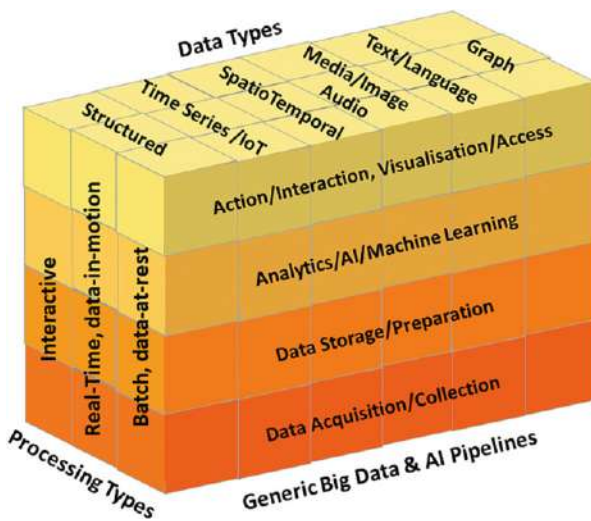 Data Types
Structured
Time Series /IoT
SpatioTemporal
Audio
Media/Image
Text/Language
Graph
Action/Interaction, Visualisation/Access
Analytics/AI/Machine Learning
Data Storage/Preparation
Data Acquisition/Collection
Interactive
Real-Time, data-in-motion
Batch, data-at-rest
Processing Types
Generic Big Data & AI Pipelines